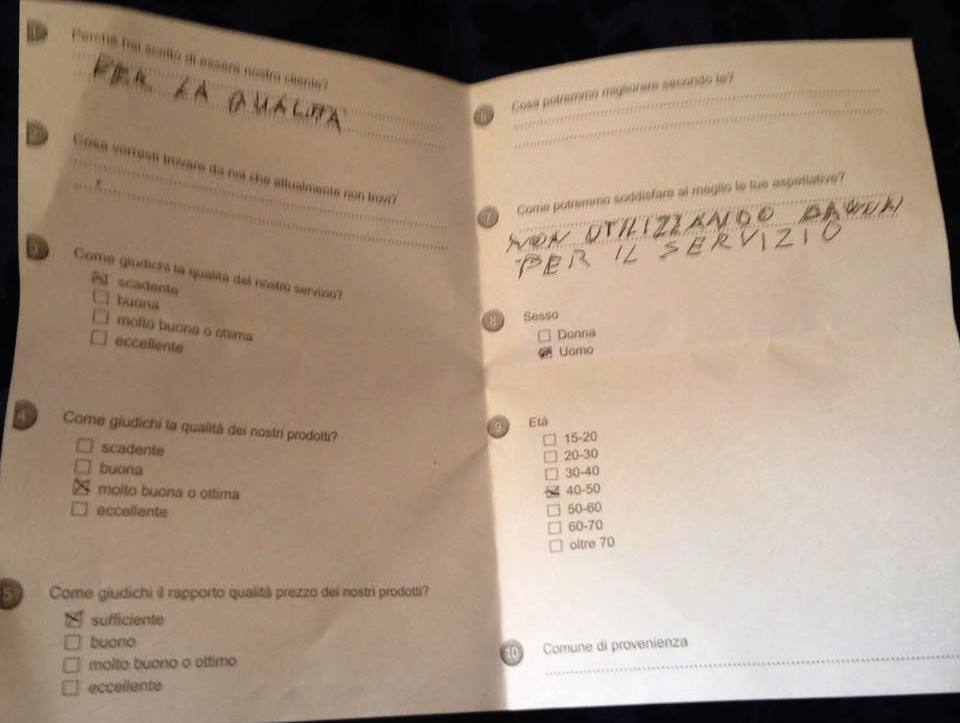 1 Perché hai scelto di essere nostro cliente?
PER LA QUALITA'
2 Cosa vorresti trovare da noi che attualmente non trovi?
3 Come giudichi la qualità del nostro servizio?
scadente
buona
molto buona o ottima
eccellente
4 Come giudichi la qualità dei nostri prodotti?
scadente
buona
molto buona o ottima
eccellente
5 Come giudichi il rapporto qualità prezzo dei nostri prodotti?
sufficiente
buono
molto buono o ottimo
eccellente
6 Cosa potremmo migliorare secondo te?
7 Come potremmo soddisfare al meglio le tue aspettative?
NON UTILIZZANDO
PER IL SERVIZIO
8 Sesso
Donna
Uomo
9 Età
15-20
20-30
30-40
40-50
50-60
60-70
oltre 70
10 Comune di provenienza